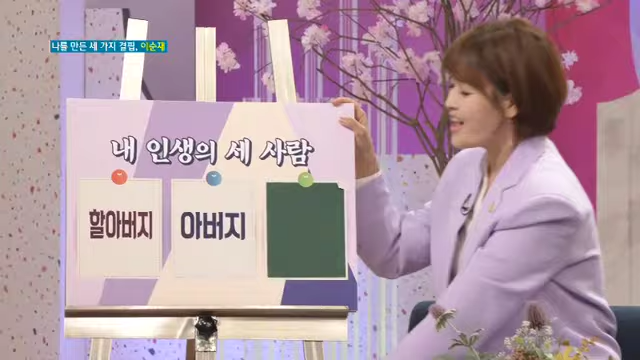 나를 만든 세 가지 결핍, 이순재
내 인생의 세 사람
할아버지
아버지